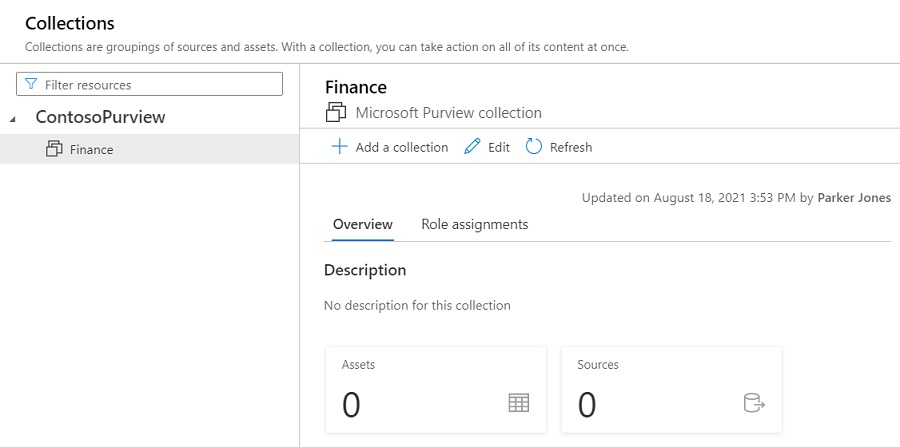 Collections
Collections are groupings of sources and assets. With a collection, you can take action on all of its content at once.
Filter resources
ContosoPurview
Finance
Finance
Microsoft Purview collection
Add a collection
Edit
Refresh
Updated on August 18, 2021 3:53 PM by Parker Jones
Overview
Role assignments
Description
No description for this collection
Assets
0
Sources
0